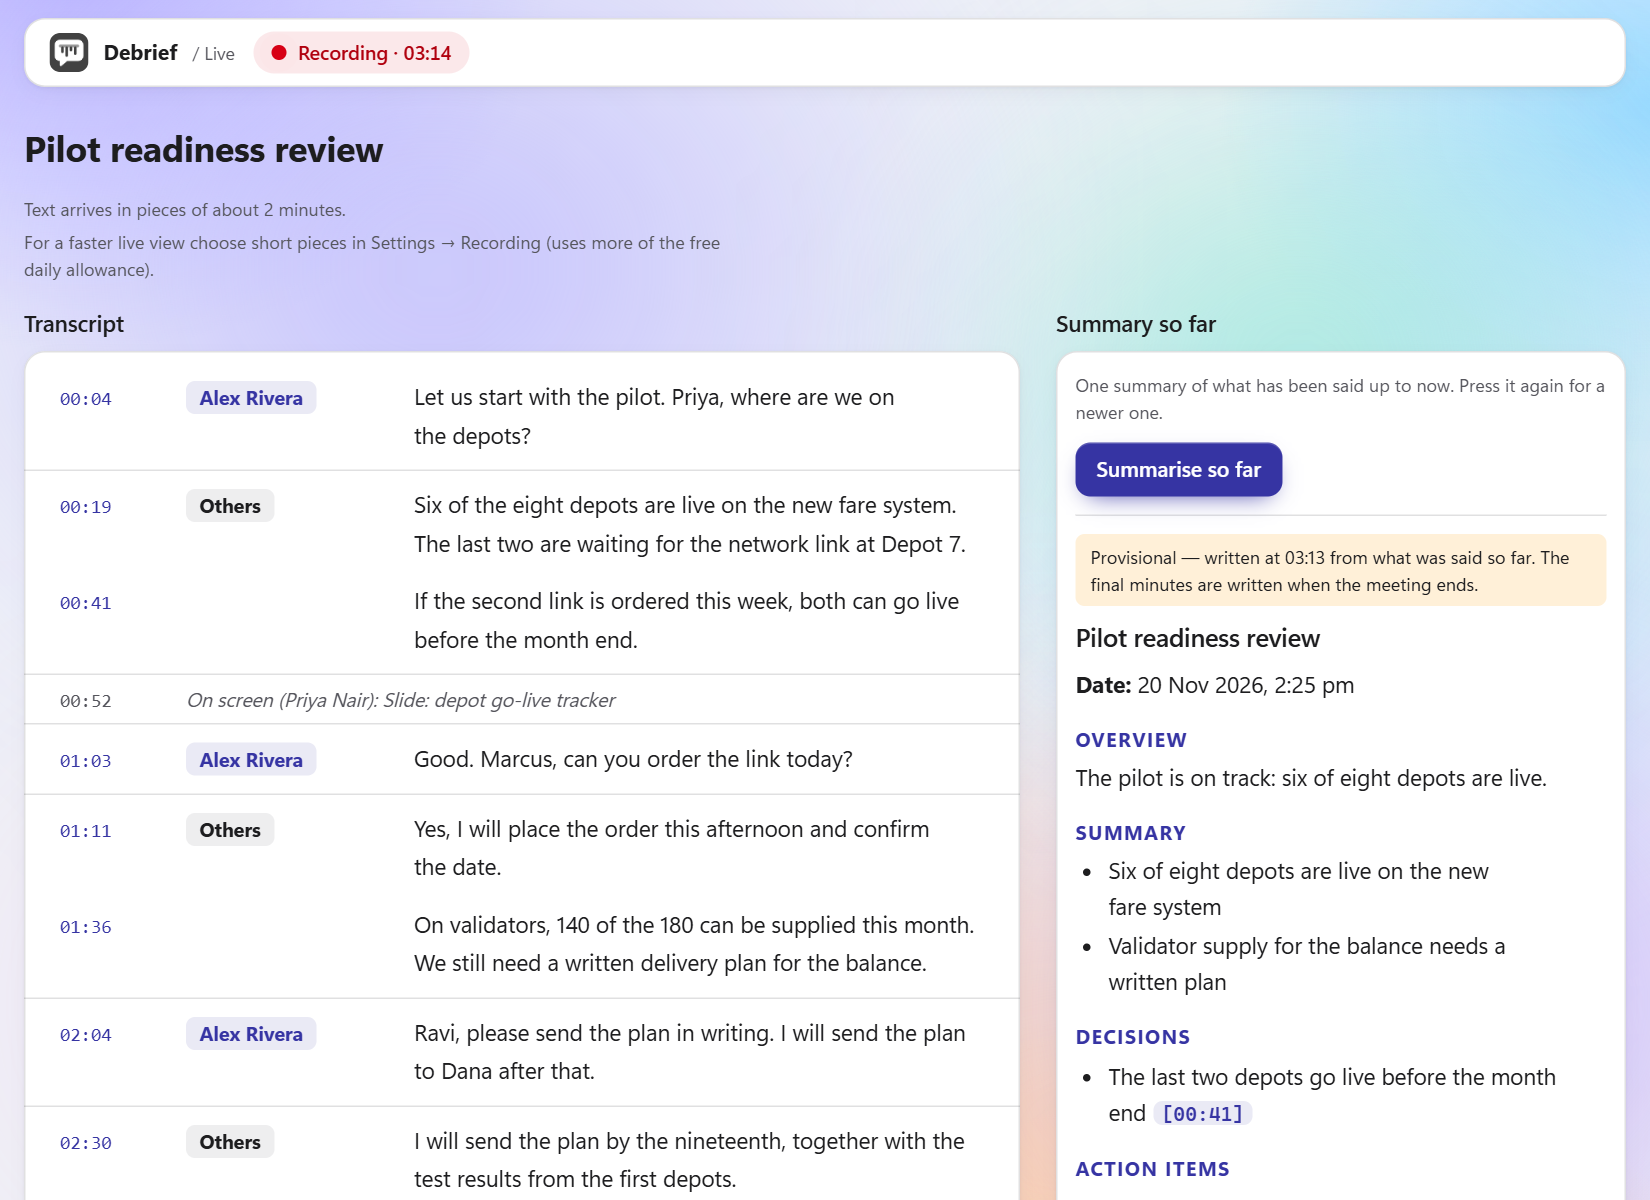 Debrief / Live Recording · 03:14
Pilot readiness review
Text arrives in pieces of about 2 minutes.
For a faster live view choose short pieces in Settings → Recording (uses more of the free
daily allowance).
Transcript
00:04 Alex Rivera Let us start with the pilot. Priya, where are we on
the depots?
00:19 Others Six of the eight depots are live on the new fare system.
The last two are waiting for the network link at Depot 7.
00:41 If the second link is ordered this week, both can go live
before the month end.
00:52 On screen (Priya Nair): Slide: depot go-live tracker
01:03 Alex Rivera Good. Marcus, can you order the link today?
01:11 Others Yes, I will place the order this afternoon and confirm
the date.
01:36 On validators, 140 of the 180 can be supplied this month.
We still need a written delivery plan for the balance.
02:04 Alex Rivera Ravi, please send the plan in writing. I will send the plan
to Dana after that.
02:30 Others I will send the plan by the nineteenth, together with the
test results from the first depots.
Summary so far
One summary of what has been said up to now. Press it again for a
newer one.
Summarise so far
Provisional — written at 03:13 from what was said so far. The
final minutes are written when the meeting ends.
Pilot readiness review
Date: 20 Nov 2026, 2:25 pm
OVERVIEW
The pilot is on track: six of eight depots are live.
SUMMARY
• Six of eight depots are live on the new
fare system
• Validator supply for the balance needs a
written plan
DECISIONS
• The last two depots go live before the month
end [00:41]
ACTION ITEMS